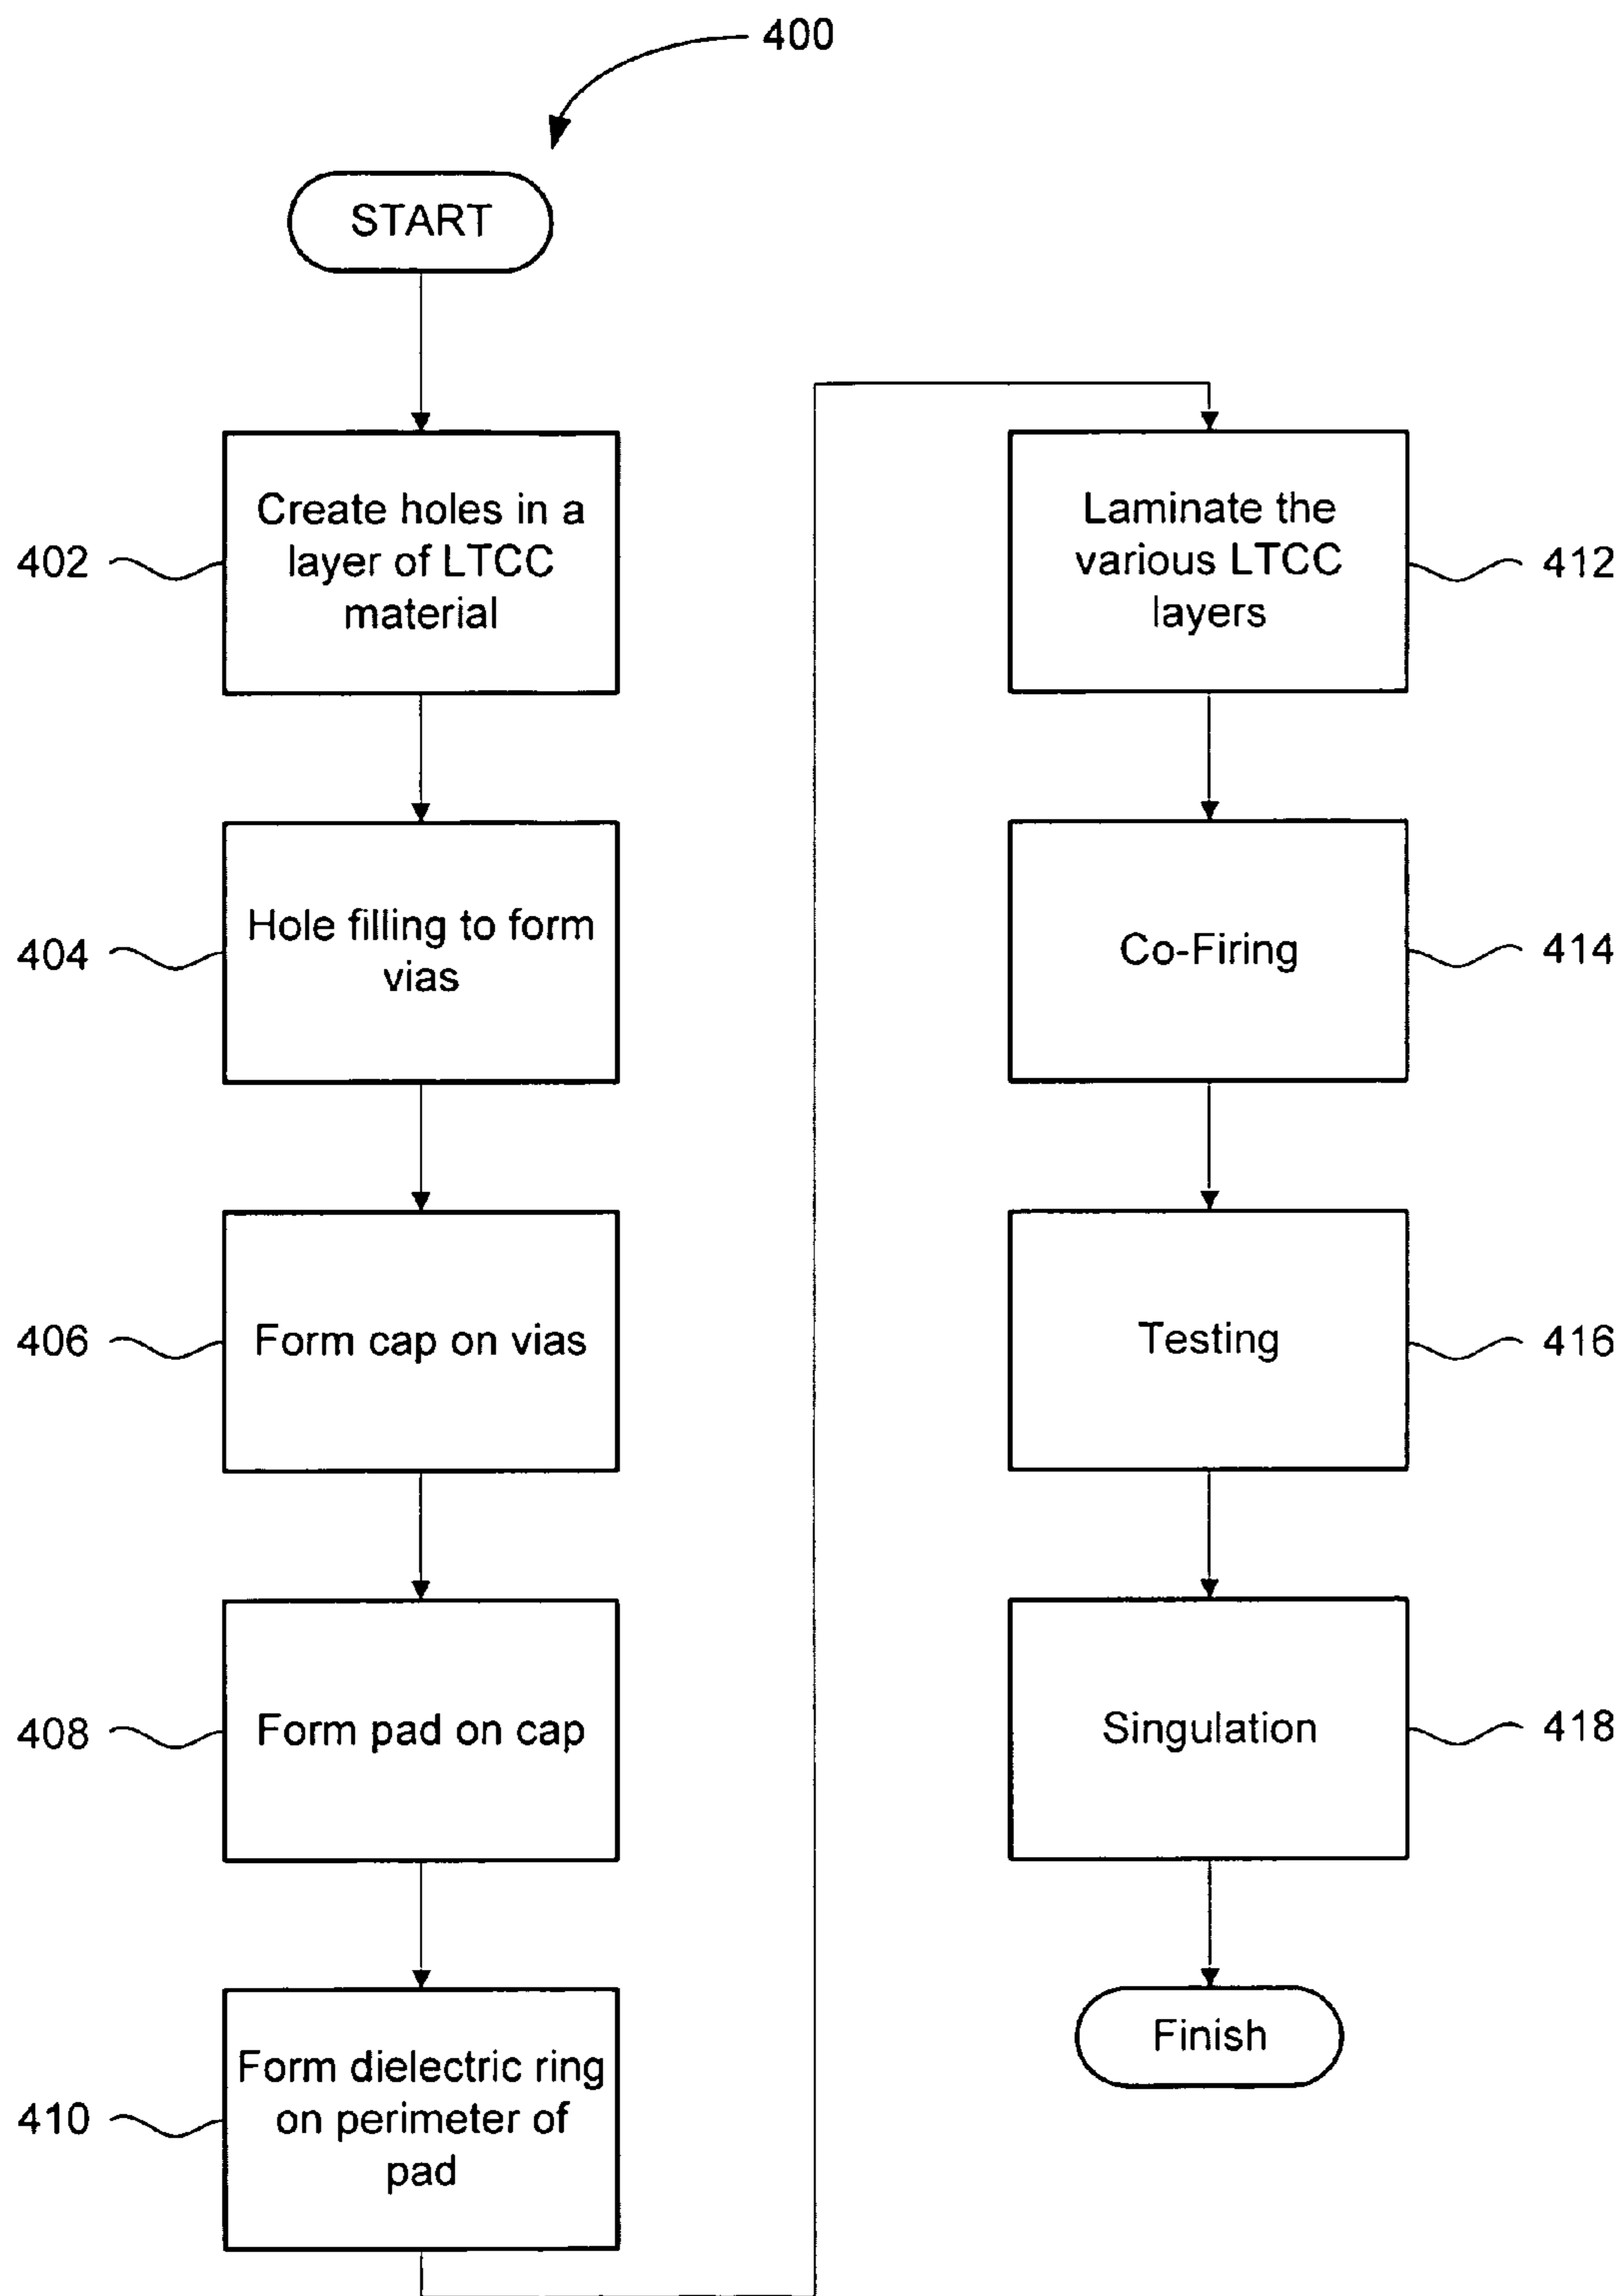 400
START
402
Create holes in a
layer of LTCC
material
404
Hole filling to form
vias
406
Form cap on vias
408
Form pad on cap
410
Form dielectric ring
on perimeter of
pad
Laminate the
various LTCC
layers
412
Co-Firing
414
Testing
416
Singulation
418
Finish